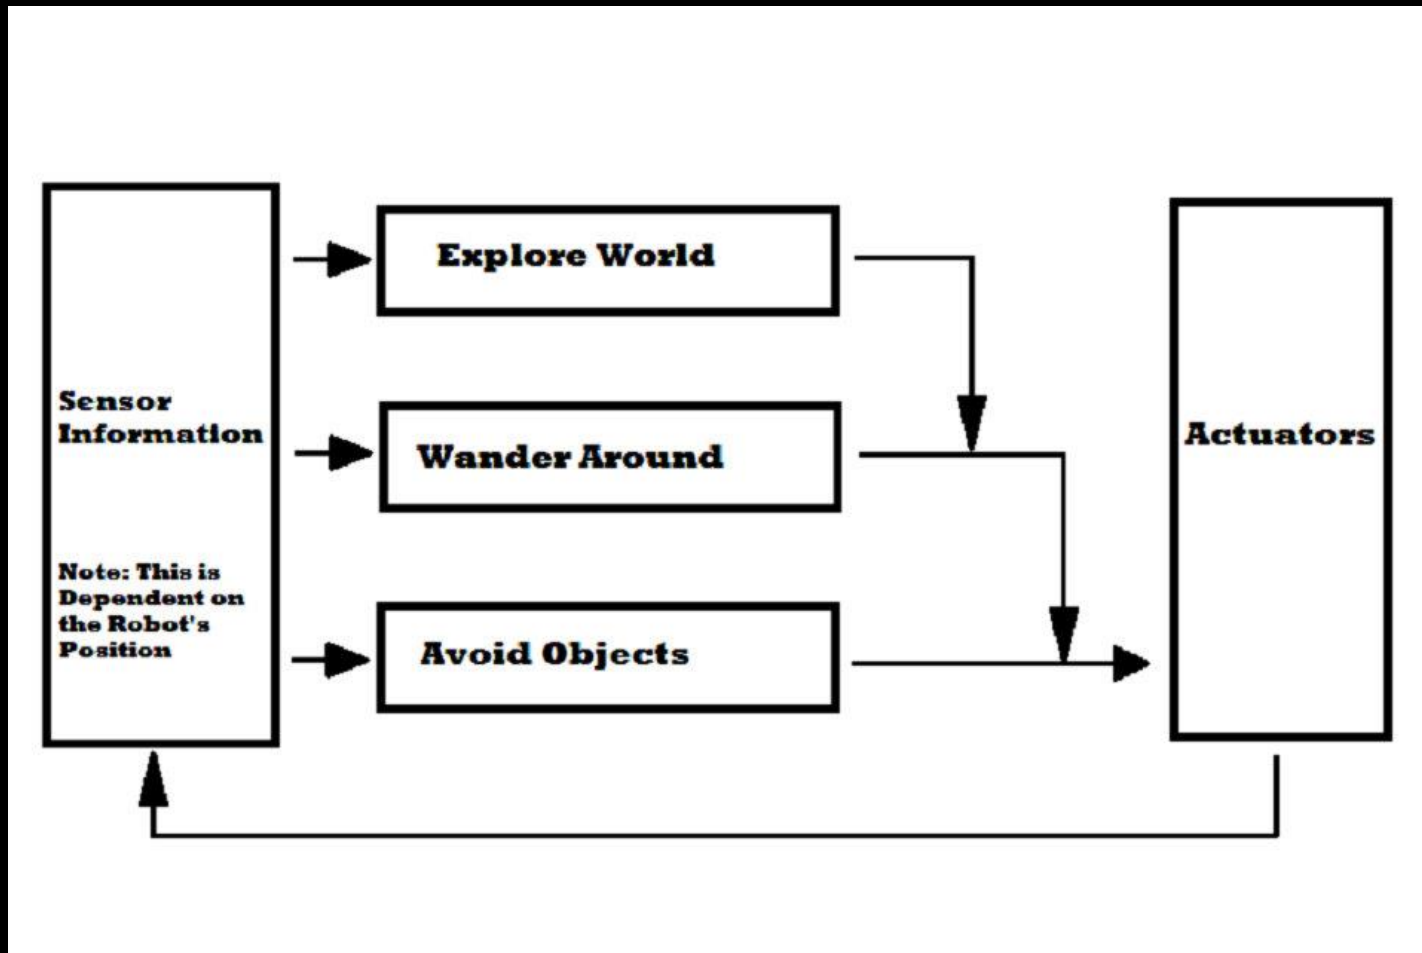 Explore World
Sensor
Information
Wander Around
Actuators
Note: This is
Dependent on
the Robot's
Position
Avoid Objects